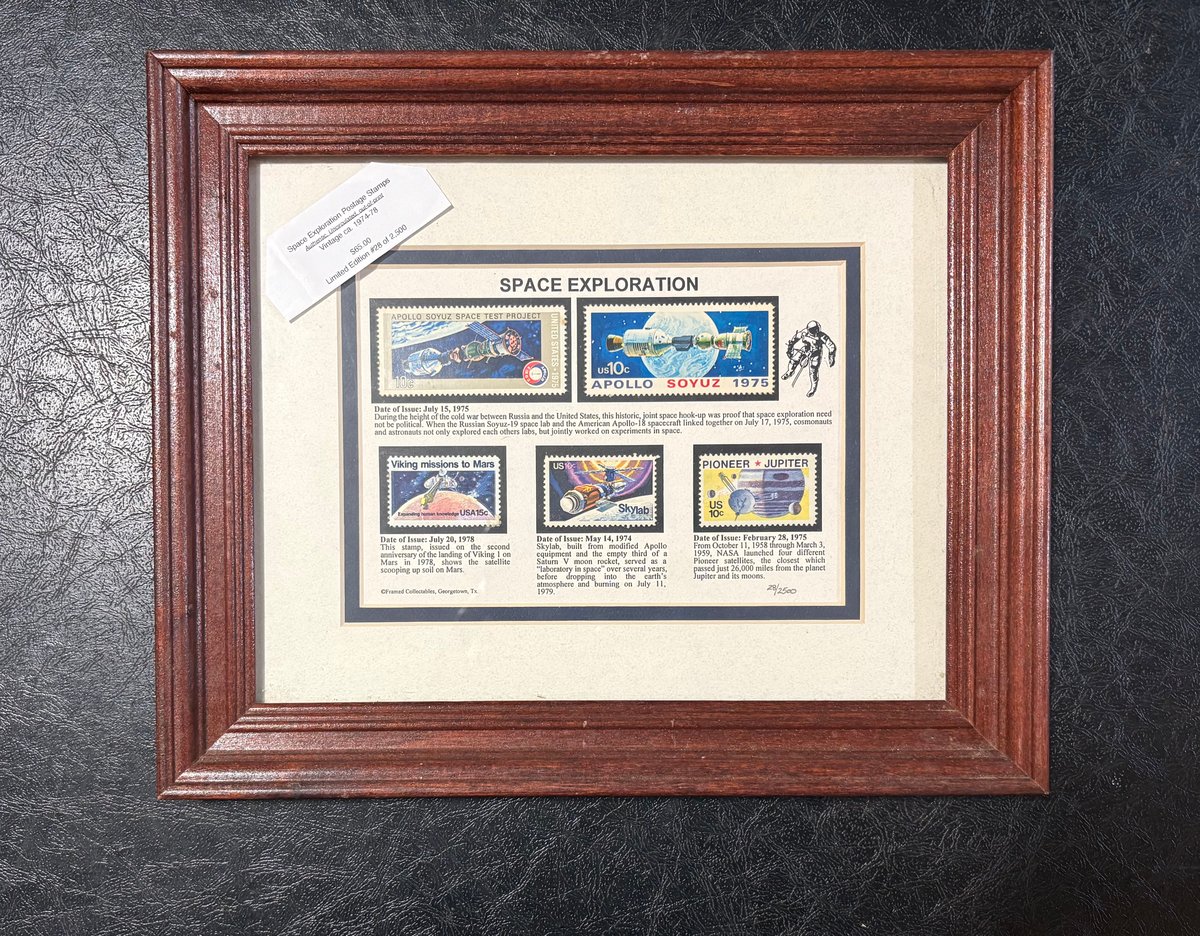 Space Exploration Postage Stamps
Vintage ca. 1974-78
$65.00
Limited Edition #28 of 2,500
SPACE EXPLORATION
APOLLO SOYUZ SPACE TEST PROJECT
UNITED STATES·1975
10c
US10c
APOLLO SOYUZ 1975
Date of Issue: July 15, 1975
During the height of the cold war between Russia and the United States, this historic, joint space hook-up was proof that space exploration need
not be political. When the Russian Soyuz-19 space lab and the American Apollo-18 spacecraft linked together on July 17, 1975, cosmonauts
and astronauts not only explored each others labs, but jointly worked on experiments in space.
Viking missions to Mars
Expanding human knowledge USA15c
Date of Issue: July 20, 1978
This stamp, issued on the second
anniversary of the landing of Viking I on
Mars in 1978, shows the satellite
scooping up soil on Mars.
©Framed Collectables, Georgetown, Tx.
US10c
Skylab
Date of Issue: May 14, 1974
Skylab, built from modified Apollo
equipment and the empty third of a
Saturn V moon rocket, served as a
"laboratory in space" over several years,
before dropping into the earth's
atmosphere and burning on July 11,
1979.
PIONEER ★ JUPITER
US
10c
Date of Issue: February 28, 1975
From October 11, 1958 through March 3,
1959, NASA launched four different
Pioneer satellites, the closest which
passed just 26,000 miles from the planet
Jupiter and its moons.
28/2500